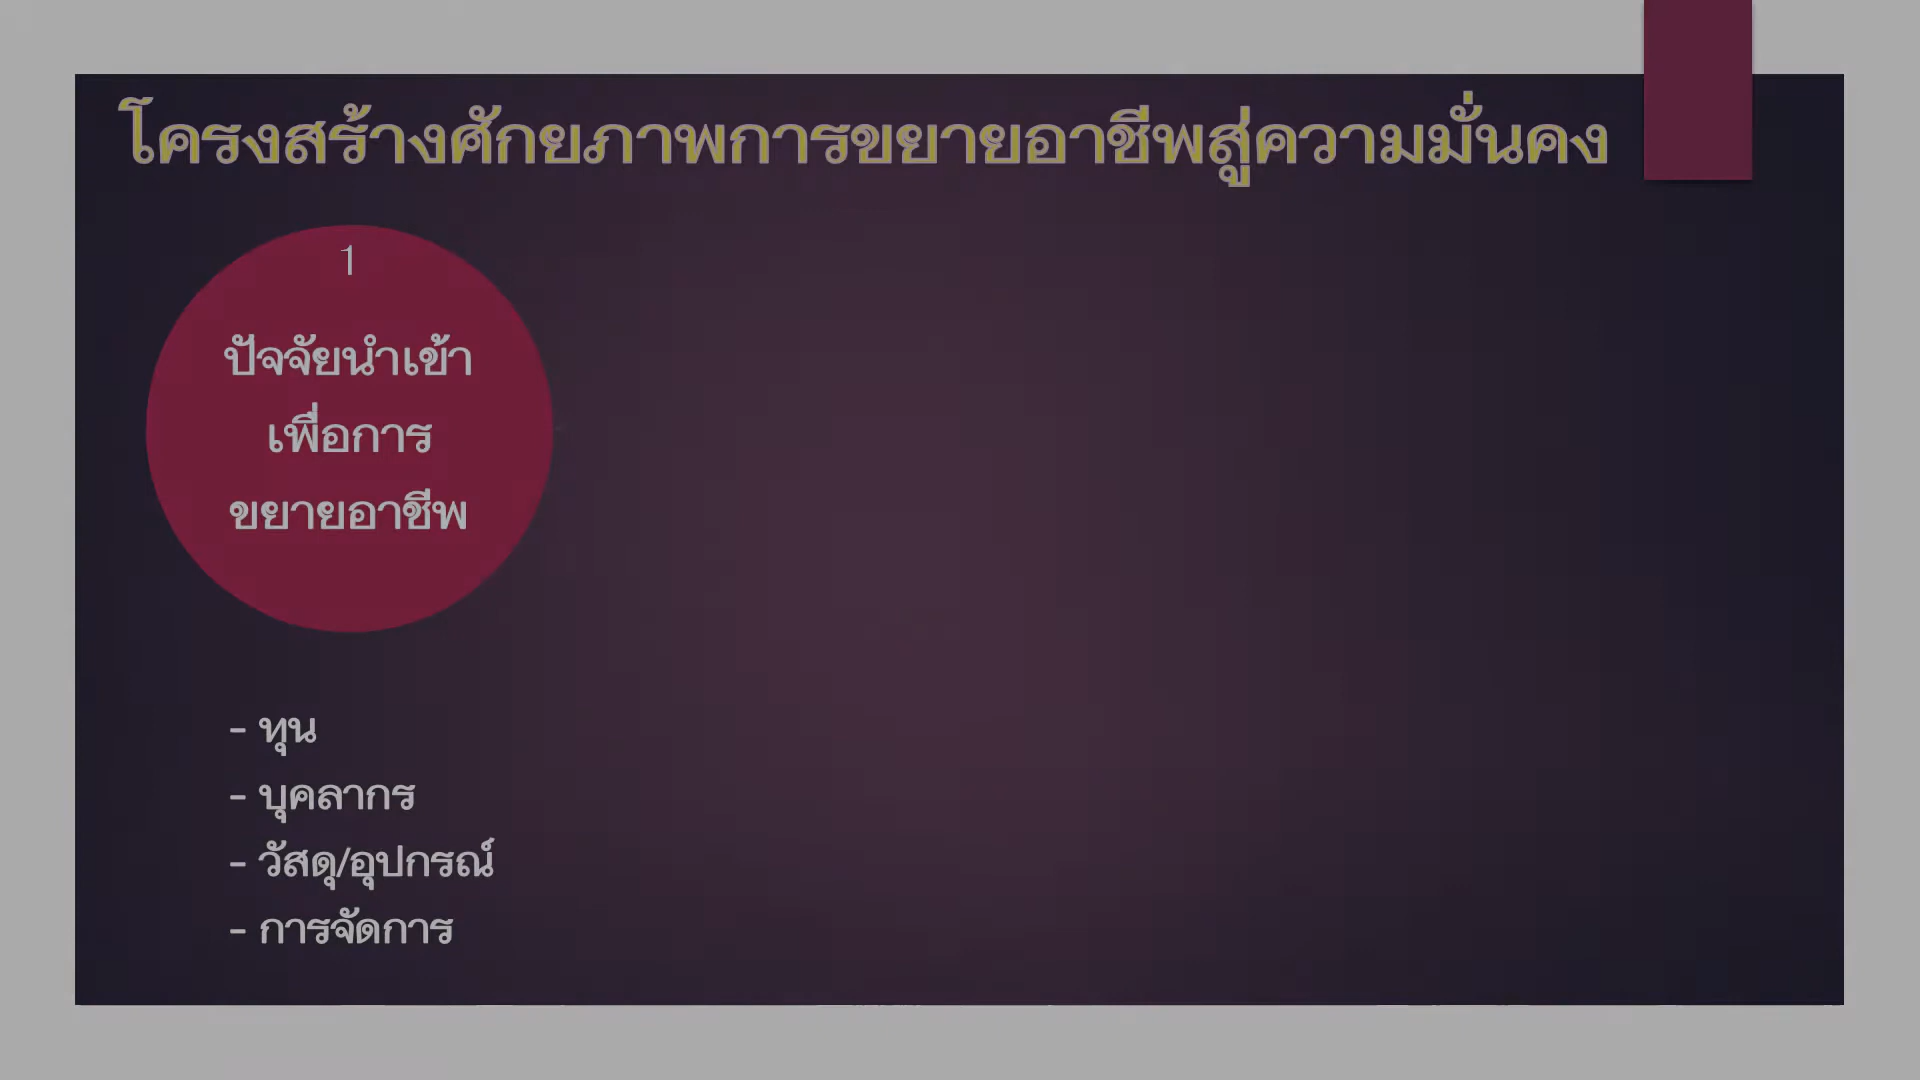 โครงสร้างศักยภาพการขยายอาชีพสู่ความมั่นคง
1
ปัจจัยนำเข้า
เพื่อการ
ขยายอาชีพ
- ทุน
- บุคลากร
- วัสดุ/อุปกรณ์
- การจัดการ